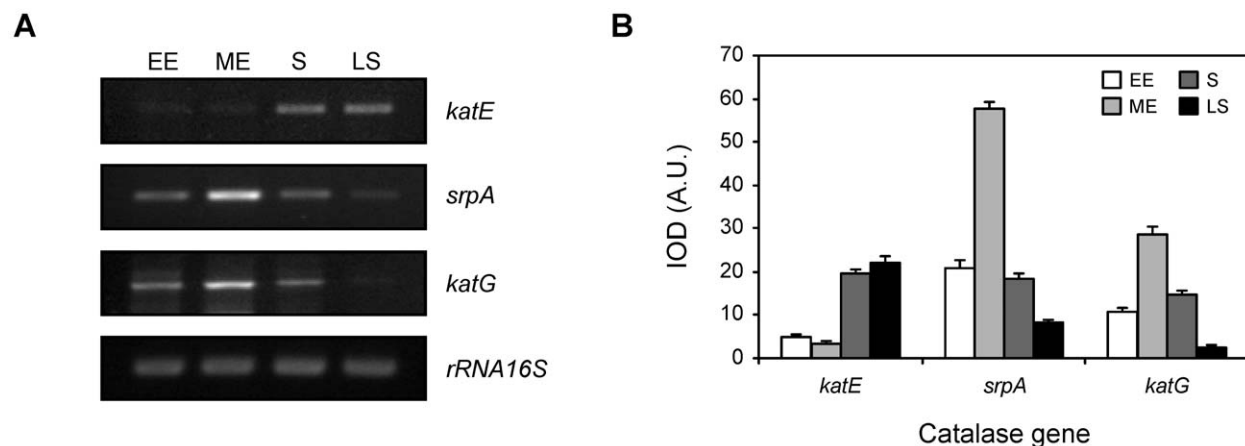 A
EE ME S LS
katE
srpA
katG
rRNA16S
B
70
60
50
40
30
20
10
0
IOD (A.U.)
EE S
ME LS
katE srpA katG
Catalase gene